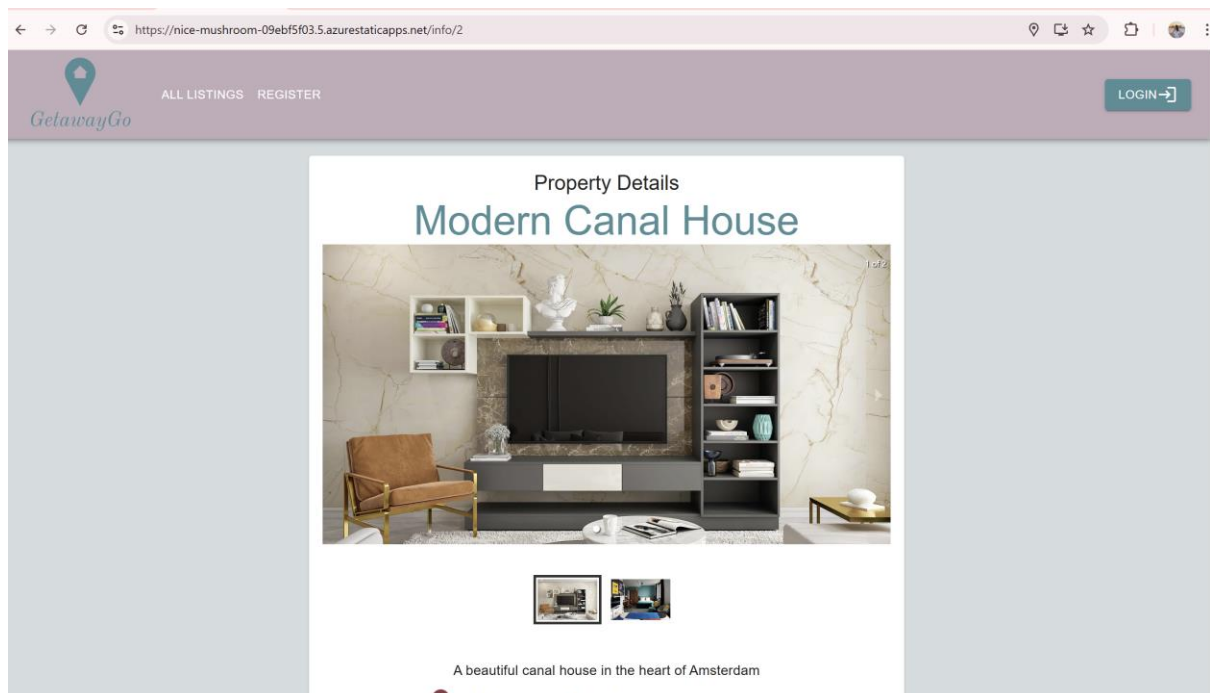 https://nice-mushroom-09ebf5f03.5.azurestaticapps.net/info/2
GetawayGo
ALL LISTINGS REGISTER
LOGIN
Property Details
Modern Canal House
1 of 2
A beautiful canal house in the heart of Amsterdam